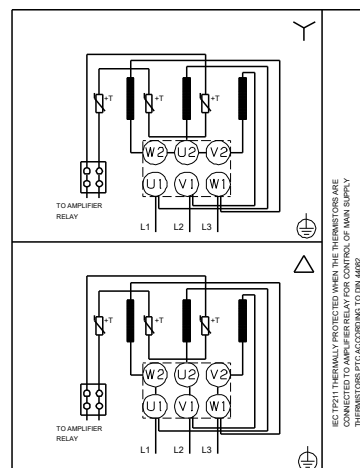 +T
+T
+T
W2 U2 V2
U1 V1 W1
TO AMPLIFIER
RELAY
L1 L2 L3
+T
+T
+T
W2 U2 V2
U1 V1 W1
TO AMPLIFIER
RELAY
L1 L2 L3
IEC TP211 THERMALLY PROTECTED WHEN THE THERMISTORS ARE
CONNECTED TO AMPLIFIER RELAY FOR CONTROL OF MAIN SUPPLY
THERMISTORS PTC ACCORDING TO DIN 44082